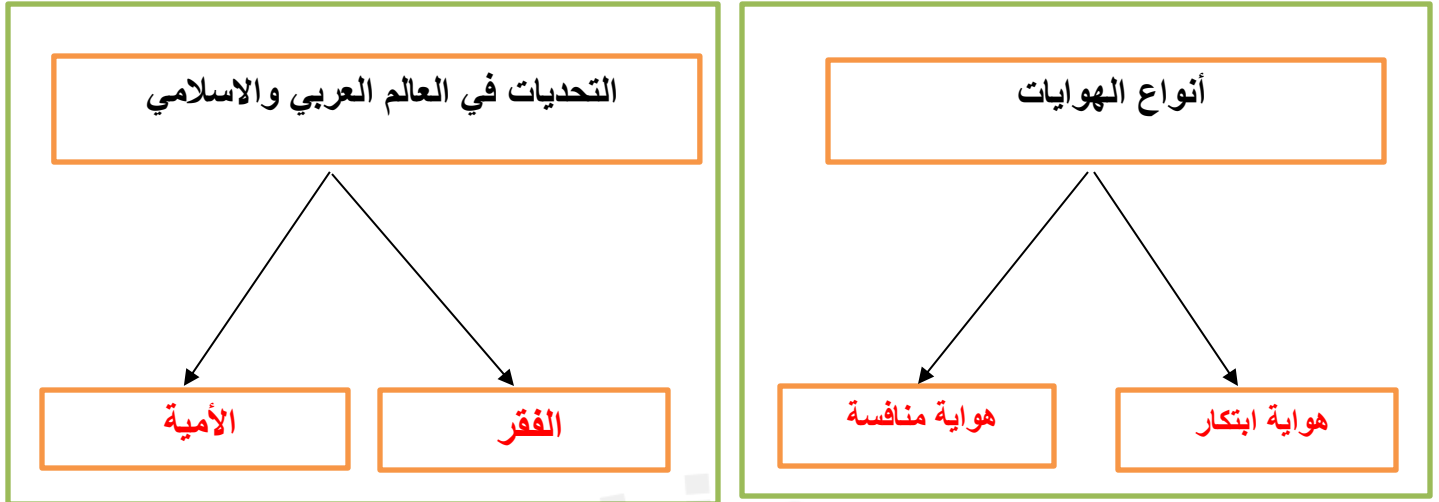 أنواع الهوايات
هواية ابتكار
هواية منافسة
التحديات في العالم العربي والاسلامي
الفقر
الأمية